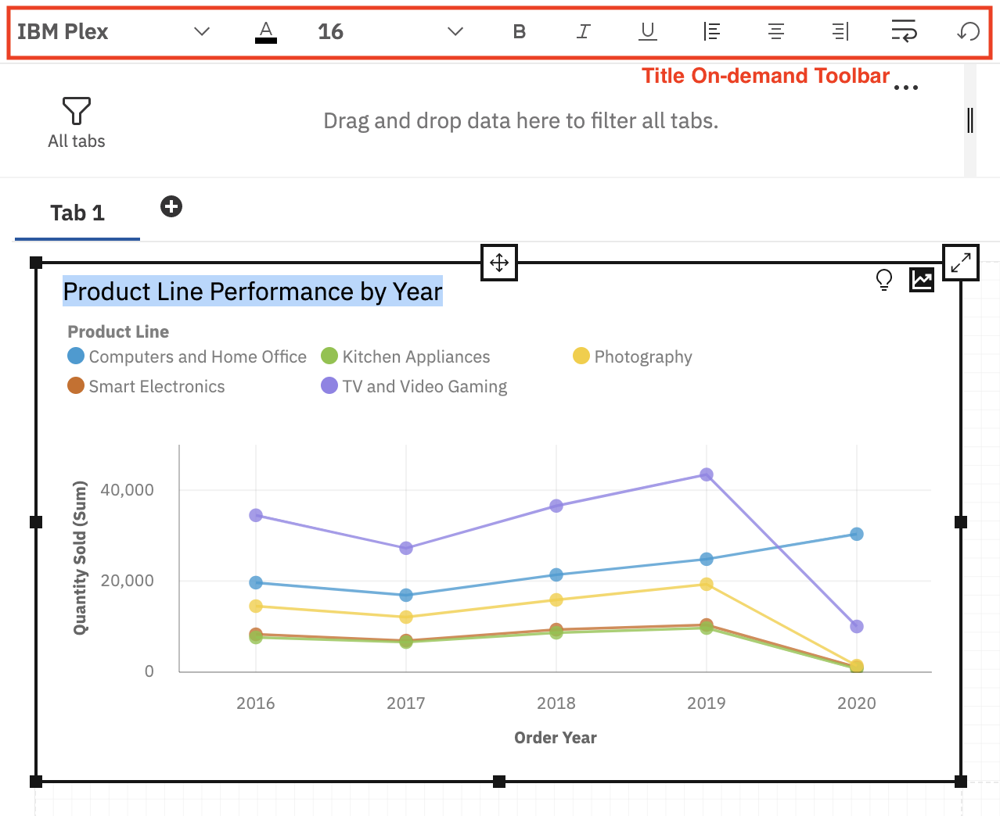 IBM Plex A 16 B I U
Title On-demand Toolbar
Drag and drop data here to filter all tabs.
All tabs
Tab 1
Product Line Performance by Year
Product Line
Computers and Home Office Kitchen Appliances Photography
Smart Electronics TV and Video Gaming
Quantity Sold (Sum)
40,000
20,000
0
2016 2017 2018 2019 2020
Order Year